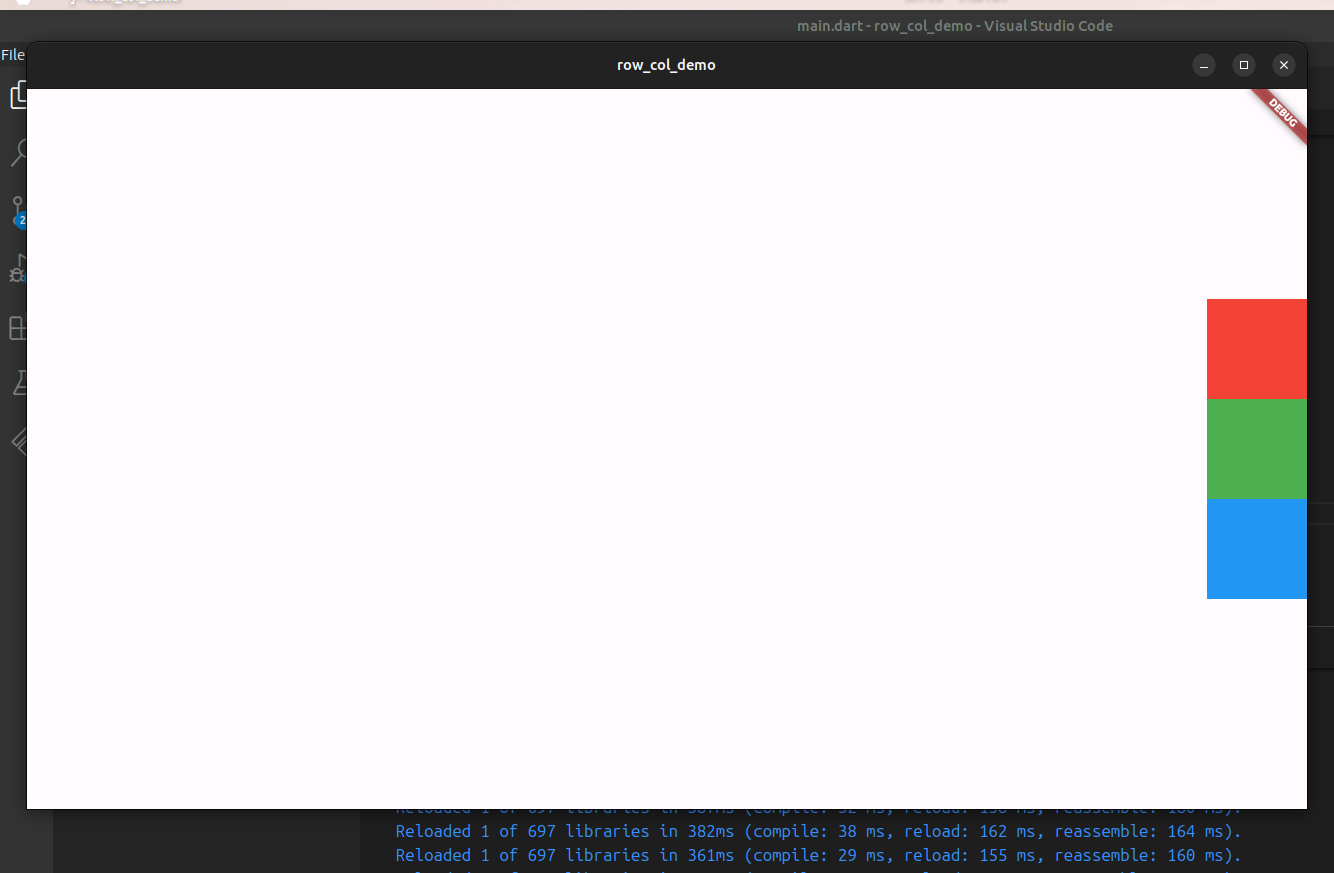 main.dart - row_col_demo - Visual Studio Code
File
row_col_demo
DEBUG
2
Reloaded 1 of 697 libraries in 382ms (compile: 38 ms, reload: 162 ms, reassemble: 164 ms).
Reloaded 1 of 697 libraries in 361ms (compile: 29 ms, reload: 155 ms, reassemble: 160 ms).